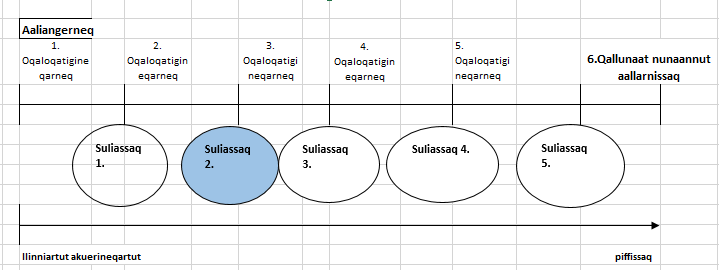 Aaliangerneq
1.
Oqaloqatigine
qarneq
2.
Oqaloqatigin
eqarneq
3.
Oqaloqatigi
neqarneq
4.
Oqaloqatigin
eqarneq
5.
Oqaloqatigi
neqarneq
6.Qallunaat nunaannut
aallarnissaq
Suliassaq
1.
Suliassaq
2.
Suliassaq
3.
Suliassaq 4.
Suliassaq
5.
Ilinniartut akuerineqartut
piffissaq